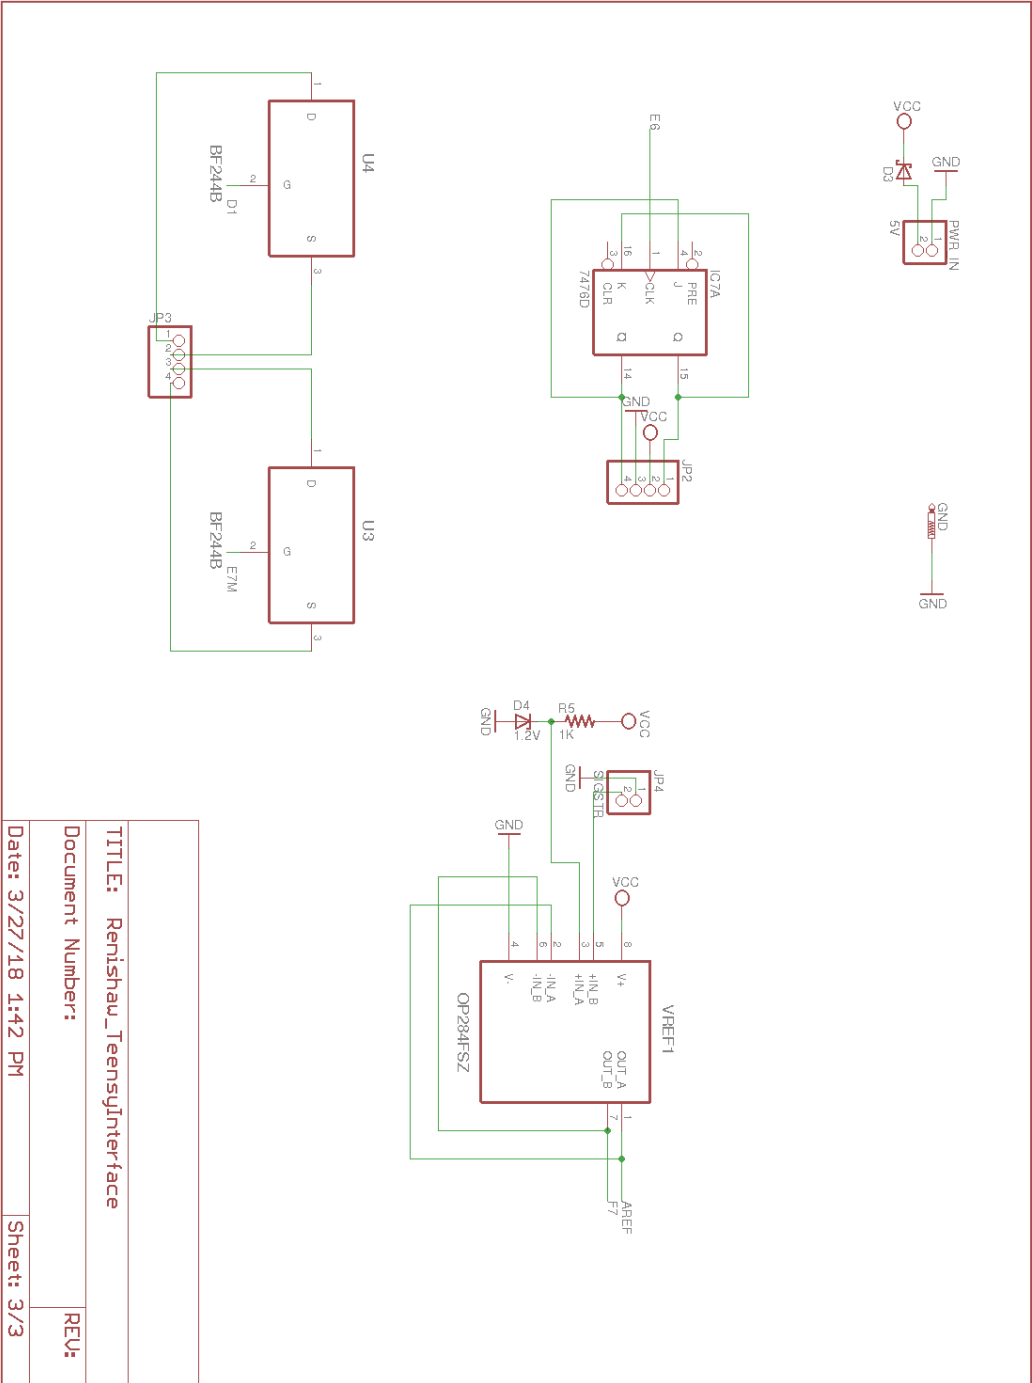 VCC
GND
D3
5V
PWR IN
2
1
GND
GND
E6
3
16
1
4
2
CLR
K
CLK
J
PRE
7476D
IC7A
Q
Q
14
15
GND
VCC
JP2
4
3
2
1
1
D
U4
BF244B
2
D1
G
S
3
JP3
1
2
3
4
1
D
U3
BF244B
2
E7M
G
S
3
GND
D4
1.2V
R5
1K
VCC
JP4
GND
SIGSTR
2
1
GND
VCC
4
6
2
3
5
8
V-
-IN_B
-IN_A
+IN_A
+IN_B
V+
OP284FSZ
VREF1
OUT_B
OUT_A
7
1
F7
AREF
TITLE: Renishaw_TeensyInterface
Document Number:
REV:
Date: 3/27/18 1:42 PM
Sheet: 3/3